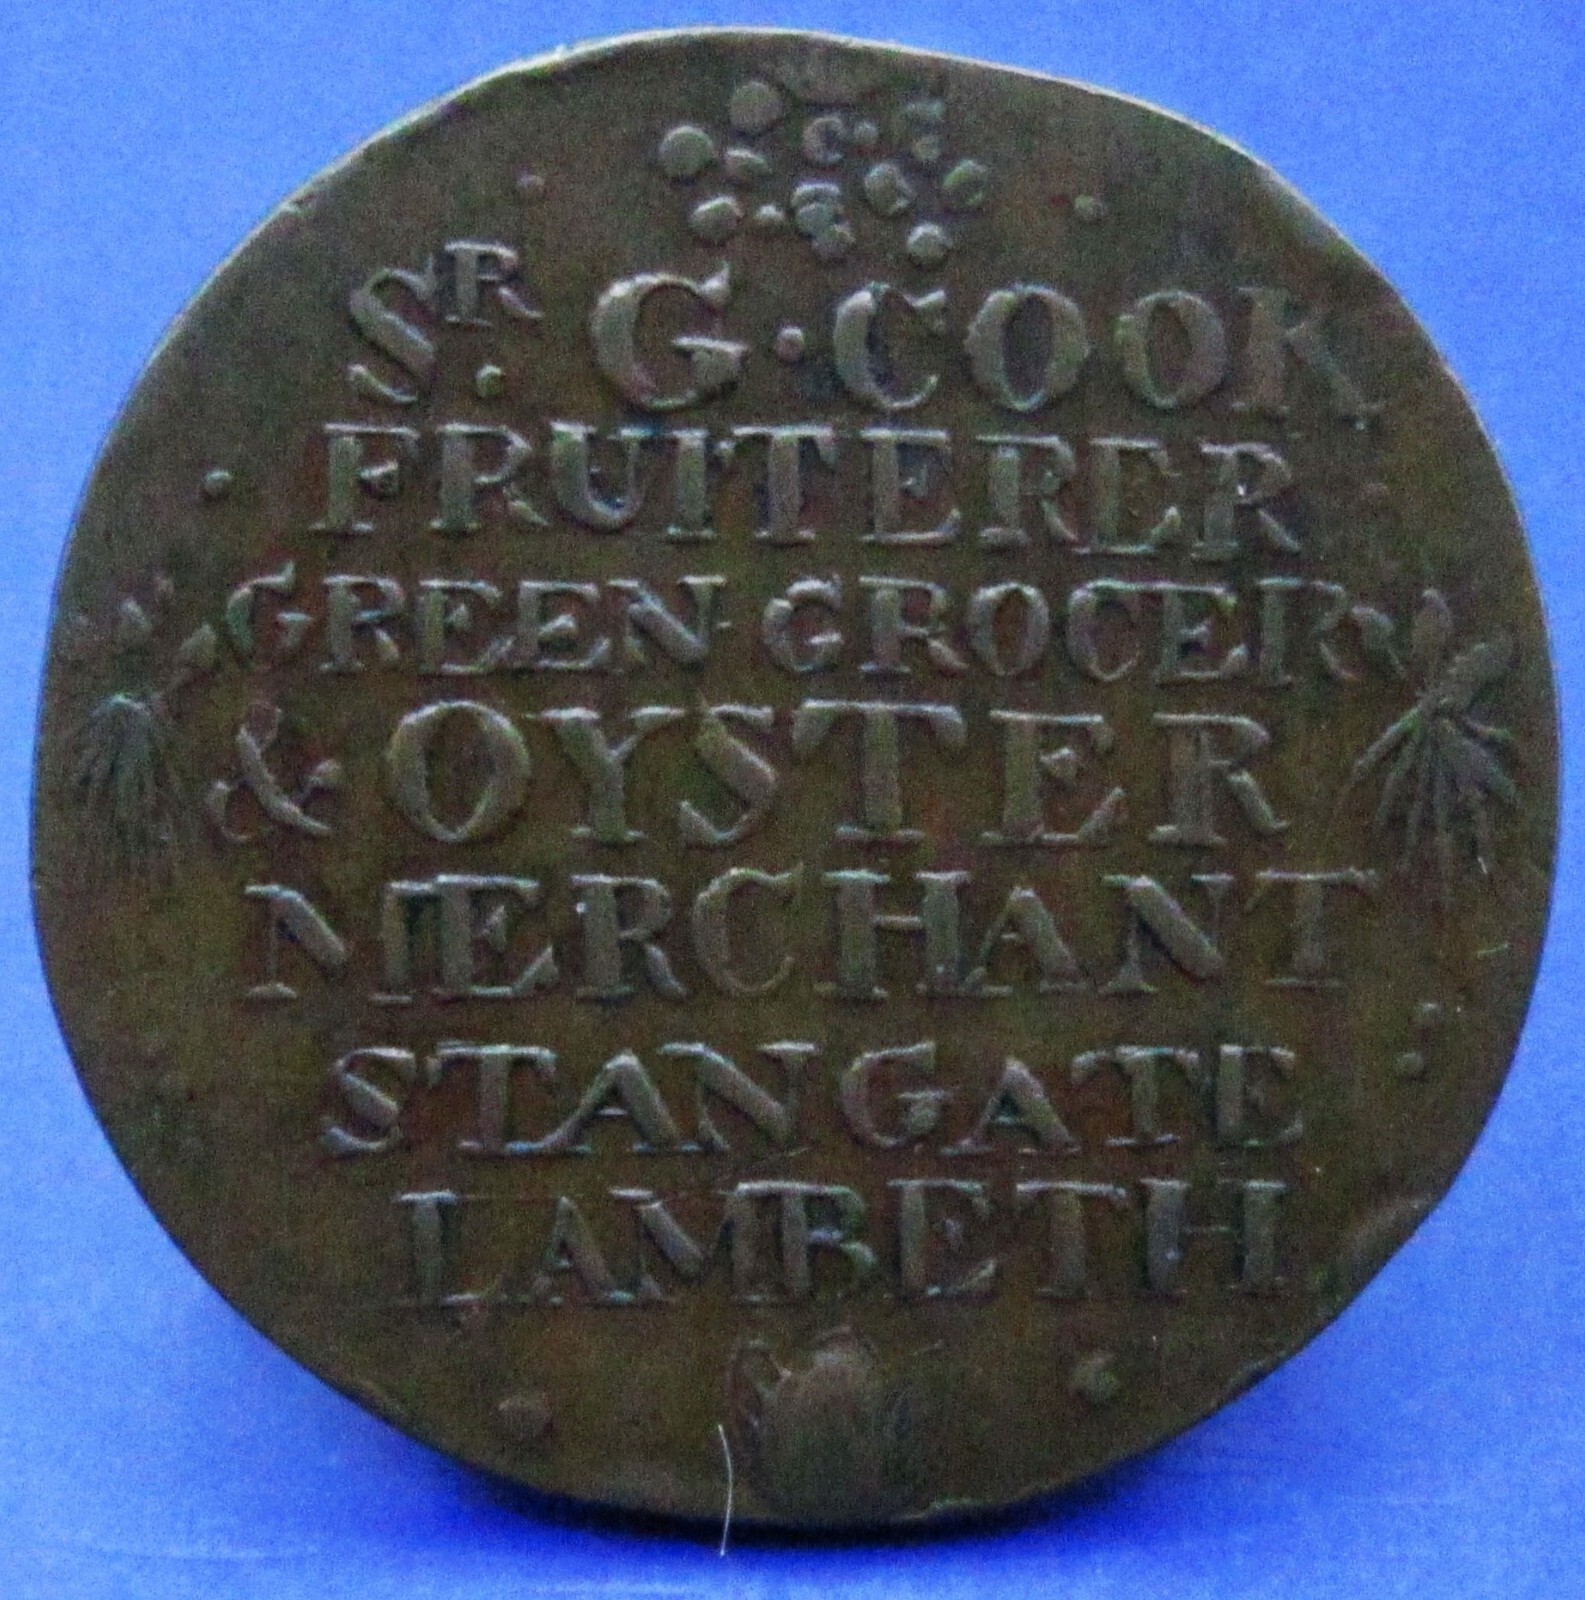 Sᴿ. G · COOK
FRUITERER
GREEN GROCER,
& OYSTER
MERCHANT
STANGATE
LAMBETH